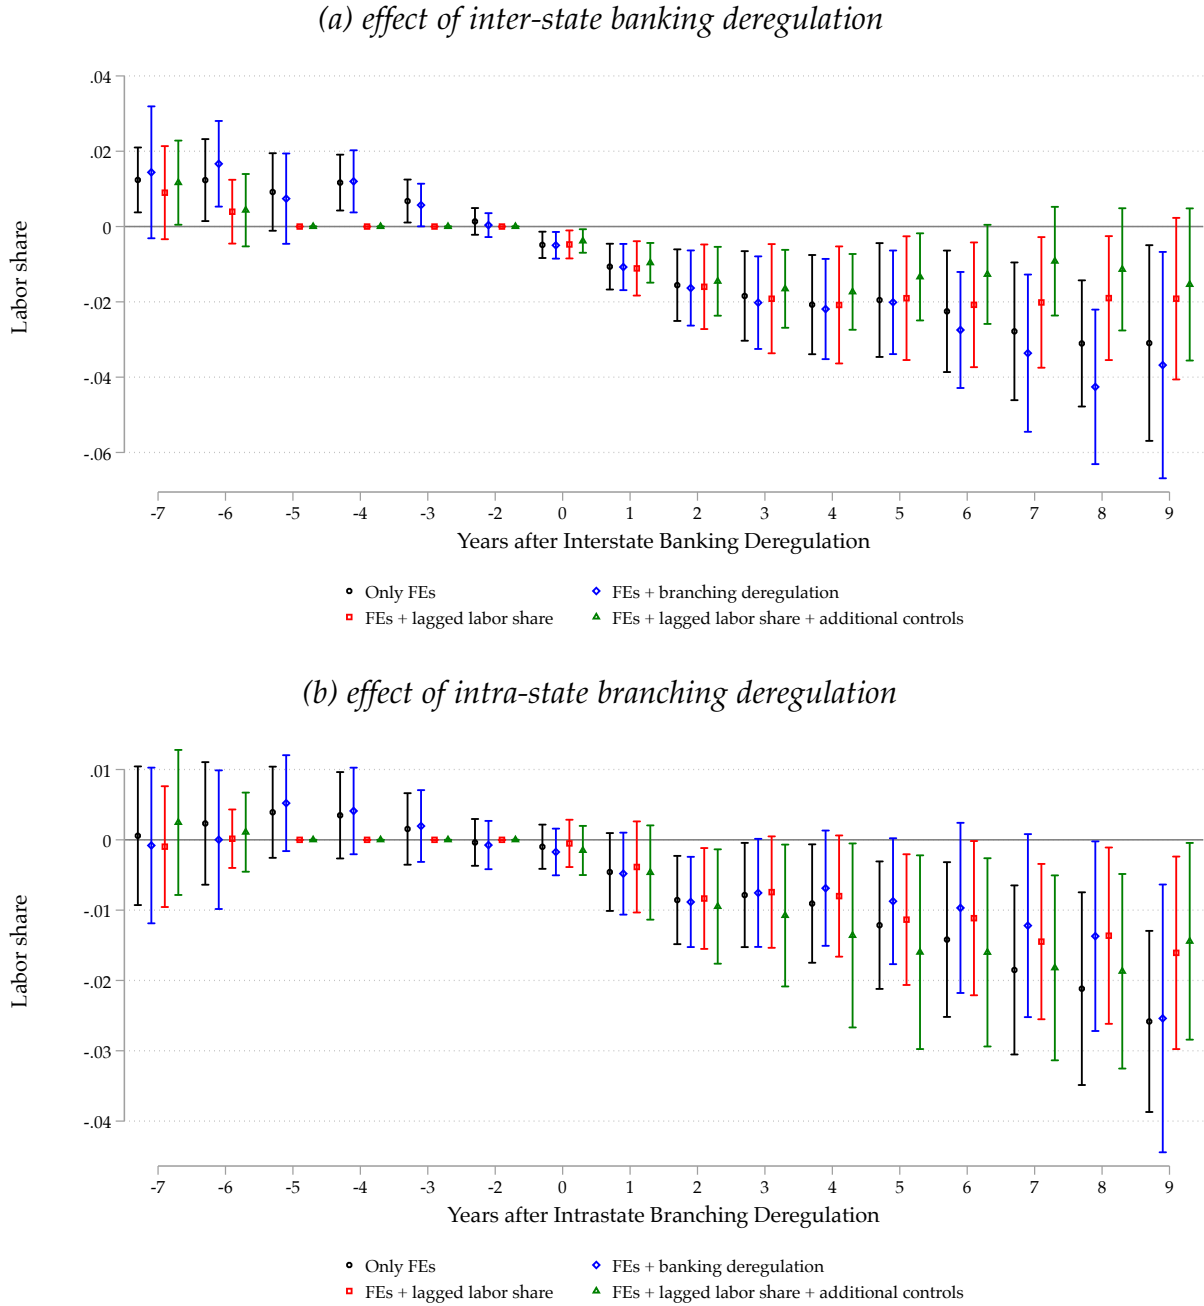 (a) effect of inter-state banking deregulation
Labor share
.04
.02
0
-.02
-.04
-.06
-7 -6 -5 -4 -3 -2 0 1 2 3 4 5 6 7 8 9
Years after Interstate Banking Deregulation
Only FEs
FEs + branching deregulation
FEs + lagged labor share
FEs + lagged labor share + additional controls
(b) effect of intra-state branching deregulation
Labor share
.01
0
-.01
-.02
-.03
-.04
-7 -6 -5 -4 -3 -2 0 1 2 3 4 5 6 7 8 9
Years after Intrastate Branching Deregulation
Only FEs
FEs + banking deregulation
FEs + lagged labor share
FEs + lagged labor share + additional controls